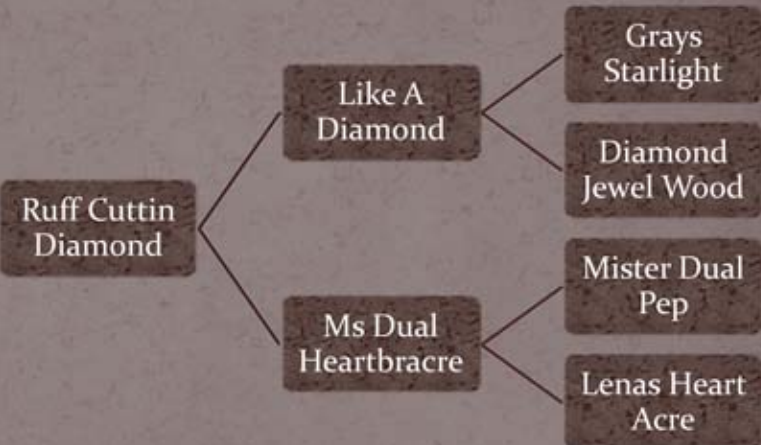 Ruff Cuttin
Diamond
Like A
Diamond
Ms Dual
Heartbracre
Grays
Starlight
Diamond
Jewel Wood
Mister Dual
Pep
Lenas Heart
Acre